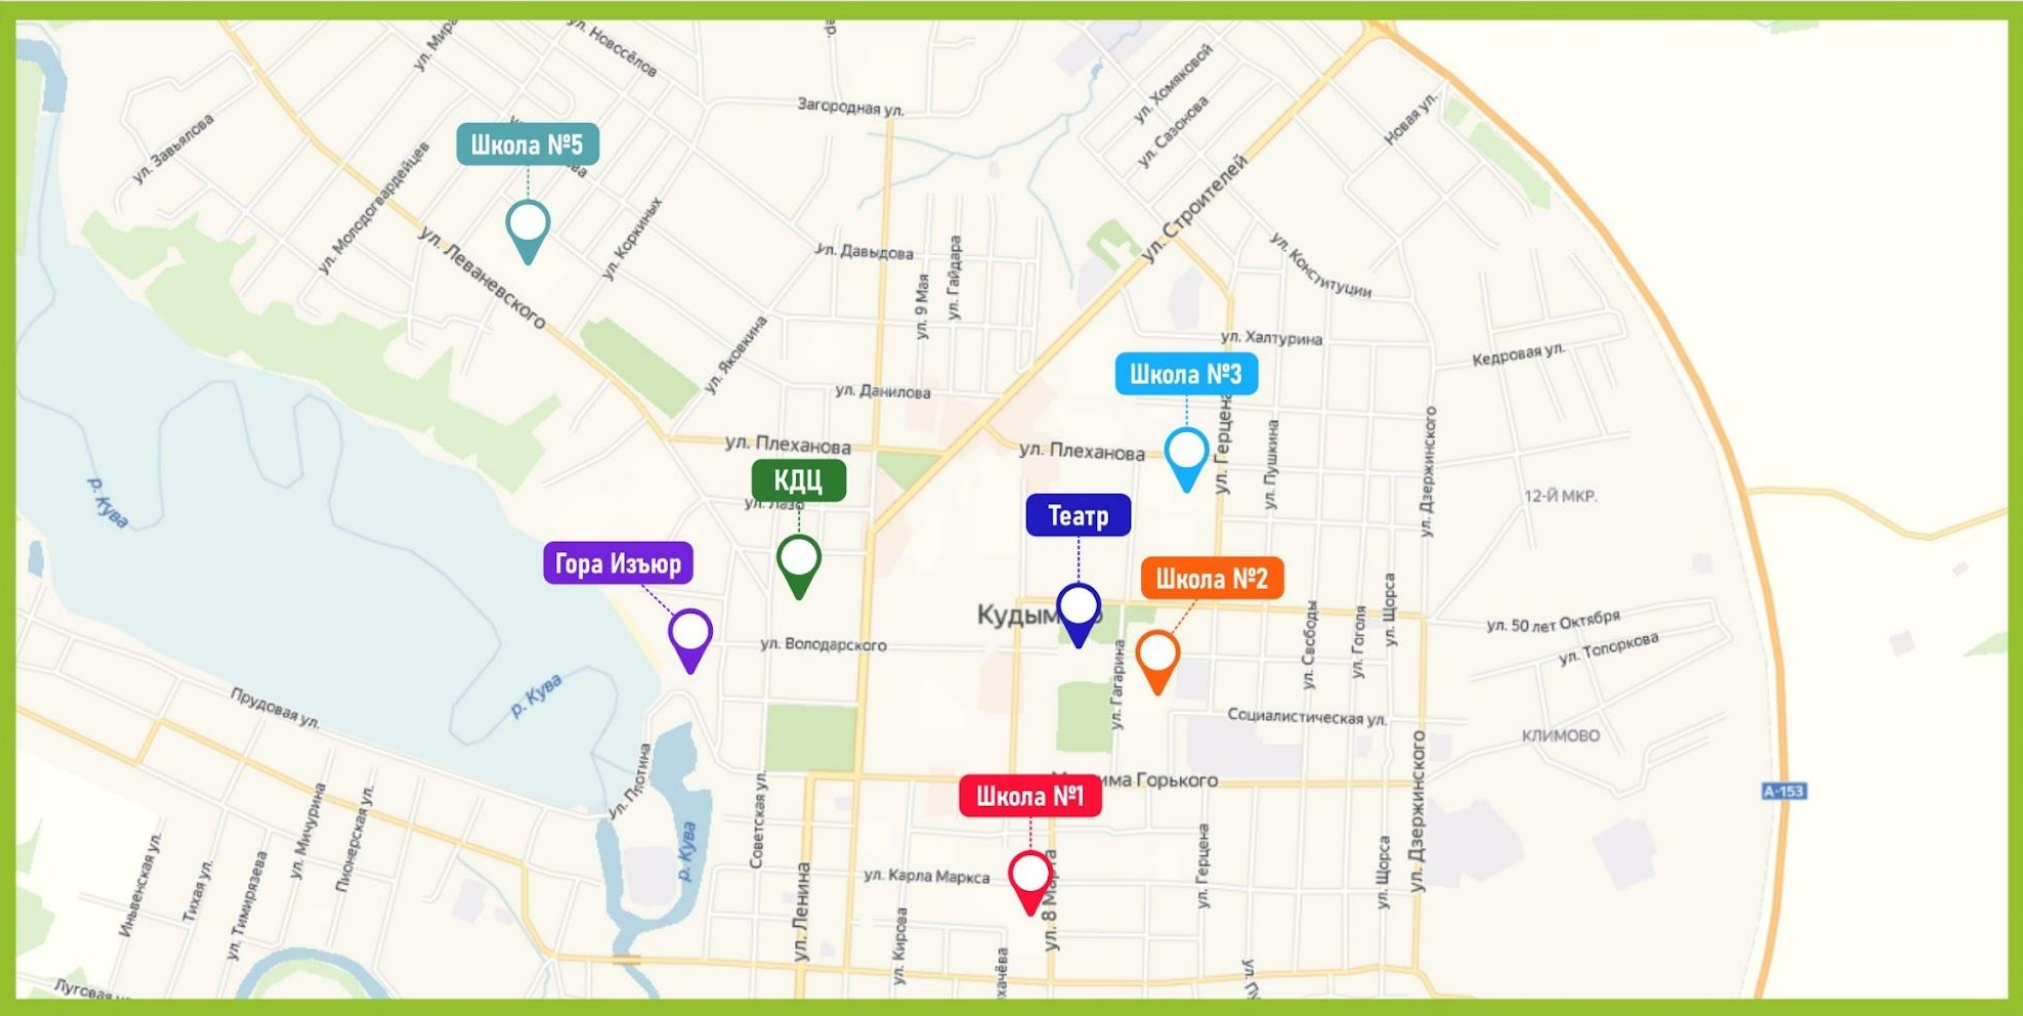 ул. Мира
ул. Новосёлов
Загородная ул.
ул. Хомяковой
ул. Сазонова
Новая ул.
ул. Завьялова
Школа №5
ул. Молодогвардейцев
ул. Коркиных
ул. Леваневского
ул. Строителей
ул. Давыдова
ул. 9 Мая
ул. Гайдара
ул. Конституции
ул. Халтурина
Кедровая ул.
ул. Яковкина
Школа №3
ул. Данилова
ул. Плеханова
ул. Плеханова
ул. Герцена
ул. Пушкина
ул. Дзержинского
КДЦ
ул. Лазо
12-Й МКР.
р. Кува
Театр
Гора Изъюр
Школа №2
Кудым
ул. Володарского
ул. Гагарина
ул. Свободы
ул. Гоголя
ул. Щорса
ул. 50 лет Октября
ул. Топоркова
р. Кува
Прудовая ул.
Социалистическая ул.
КЛИМОВО
ул. Плотина
Школа №1
има Горького
А-153
р. Кува
Советская ул.
ул. Ленина
ул. Карла Маркса
ул. 8 Марта
ул. Герцена
ул. Щорса
ул. Дзержинского
Иньвенская ул.
Тихая ул.
ул. Тимирязева
ул. Мичурина
Пионерская ул.
ул. Кирова
хачёва
Луговая